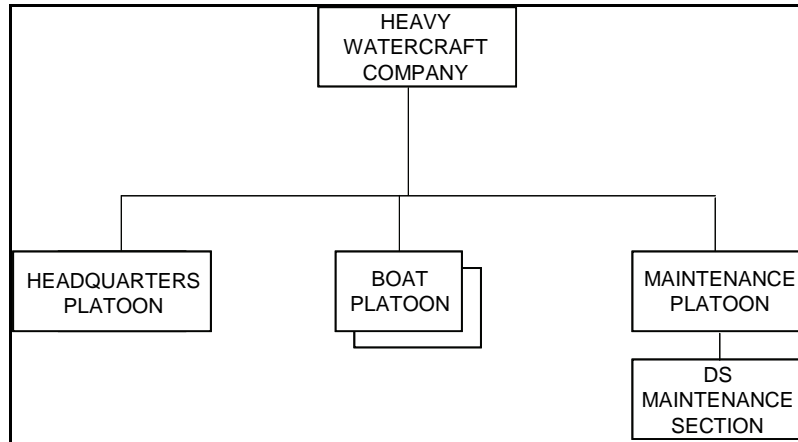 HEAVY
WATERCRAFT
COMPANY
HEADQUARTERS
PLATOON
BOAT
PLATOON
MAINTENANCE
PLATOON
DS
MAINTENANCE
SECTION